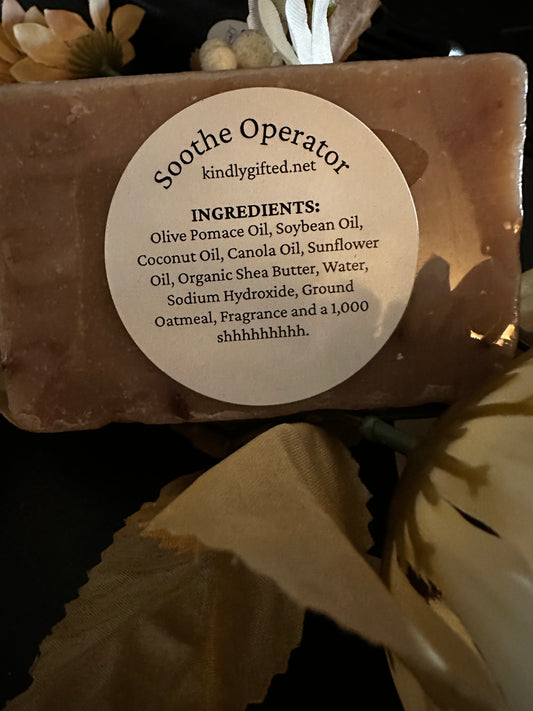 Soothe Operator
kindlygifted.net
INGREDIENTS:
Olive Pomace Oil, Soybean Oil,
Coconut Oil, Canola Oil, Sunflower
Oil, Organic Shea Butter, Water,
Sodium Hydroxide, Ground
Oatmeal, Fragrance and a 1,000
shhhhhhhhh.